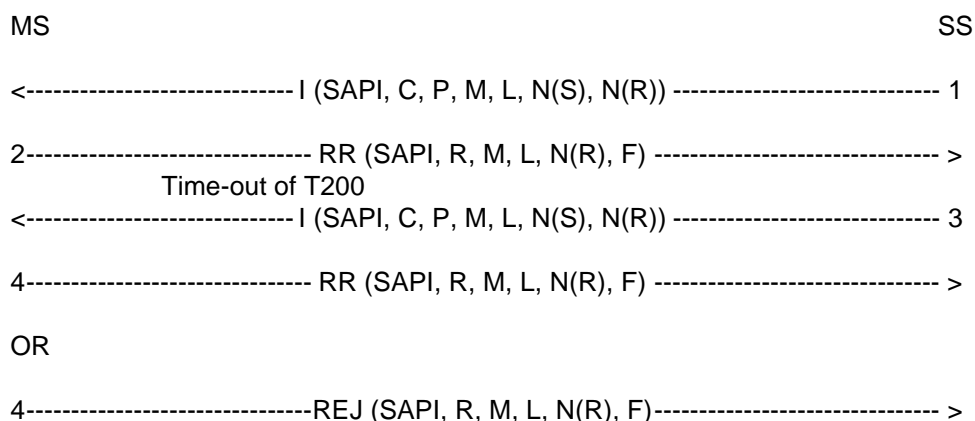 MS SS
<------------------------------ I (SAPI, C, P, M, L, N(S), N(R)) ------------------------------ 1
2-------------------------------- RR (SAPI, R, M, L, N(R), F) -------------------------------- >
Time-out of T200
<------------------------------ I (SAPI, C, P, M, L, N(S), N(R)) ------------------------------ 3
4-------------------------------- RR (SAPI, R, M, L, N(R), F) -------------------------------- >
OR
4--------------------------------REJ (SAPI, R, M, L, N(R), F)-------------------------------- >